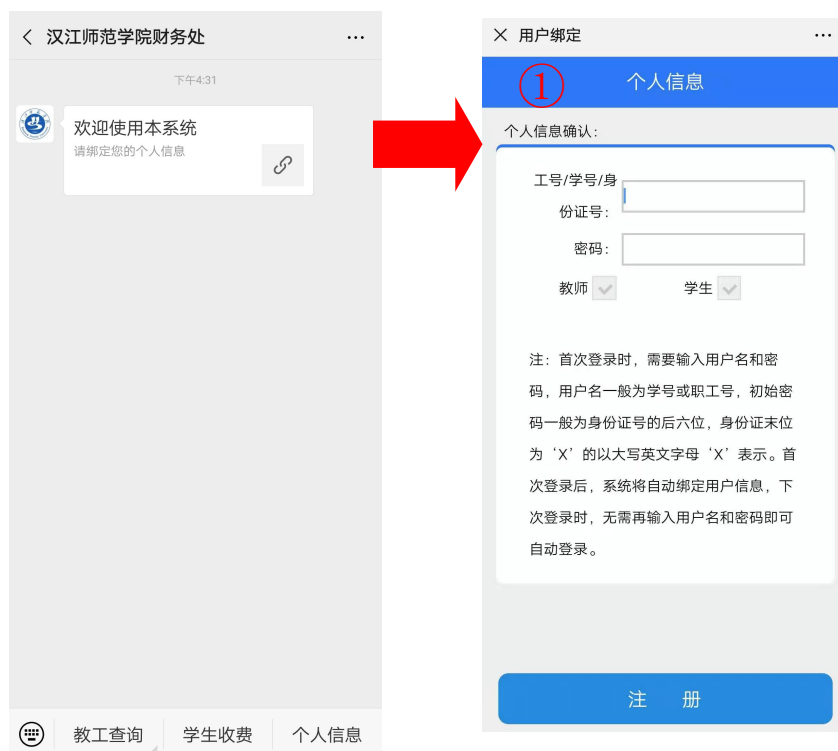 汉江师范学院财务处
下午4:31
欢迎使用本系统
请绑定您的个人信息
教工查询
学生收费
个人信息
用户绑定
①
个人信息
个人信息确认:
工号/学号/身
份证号:
密码:
教师
学生
注: 首次登录时, 需要输入用户名和密
码, 用户名一般为学号或职工号, 初始密
码一般为身份证号的后六位, 身份证末位
为‘X’的以大写英文字母‘X’表示。首
次登录后, 系统将自动绑定用户信息, 下
次登录时, 无需再输入用户名和密码即可
自动登录。
注 册